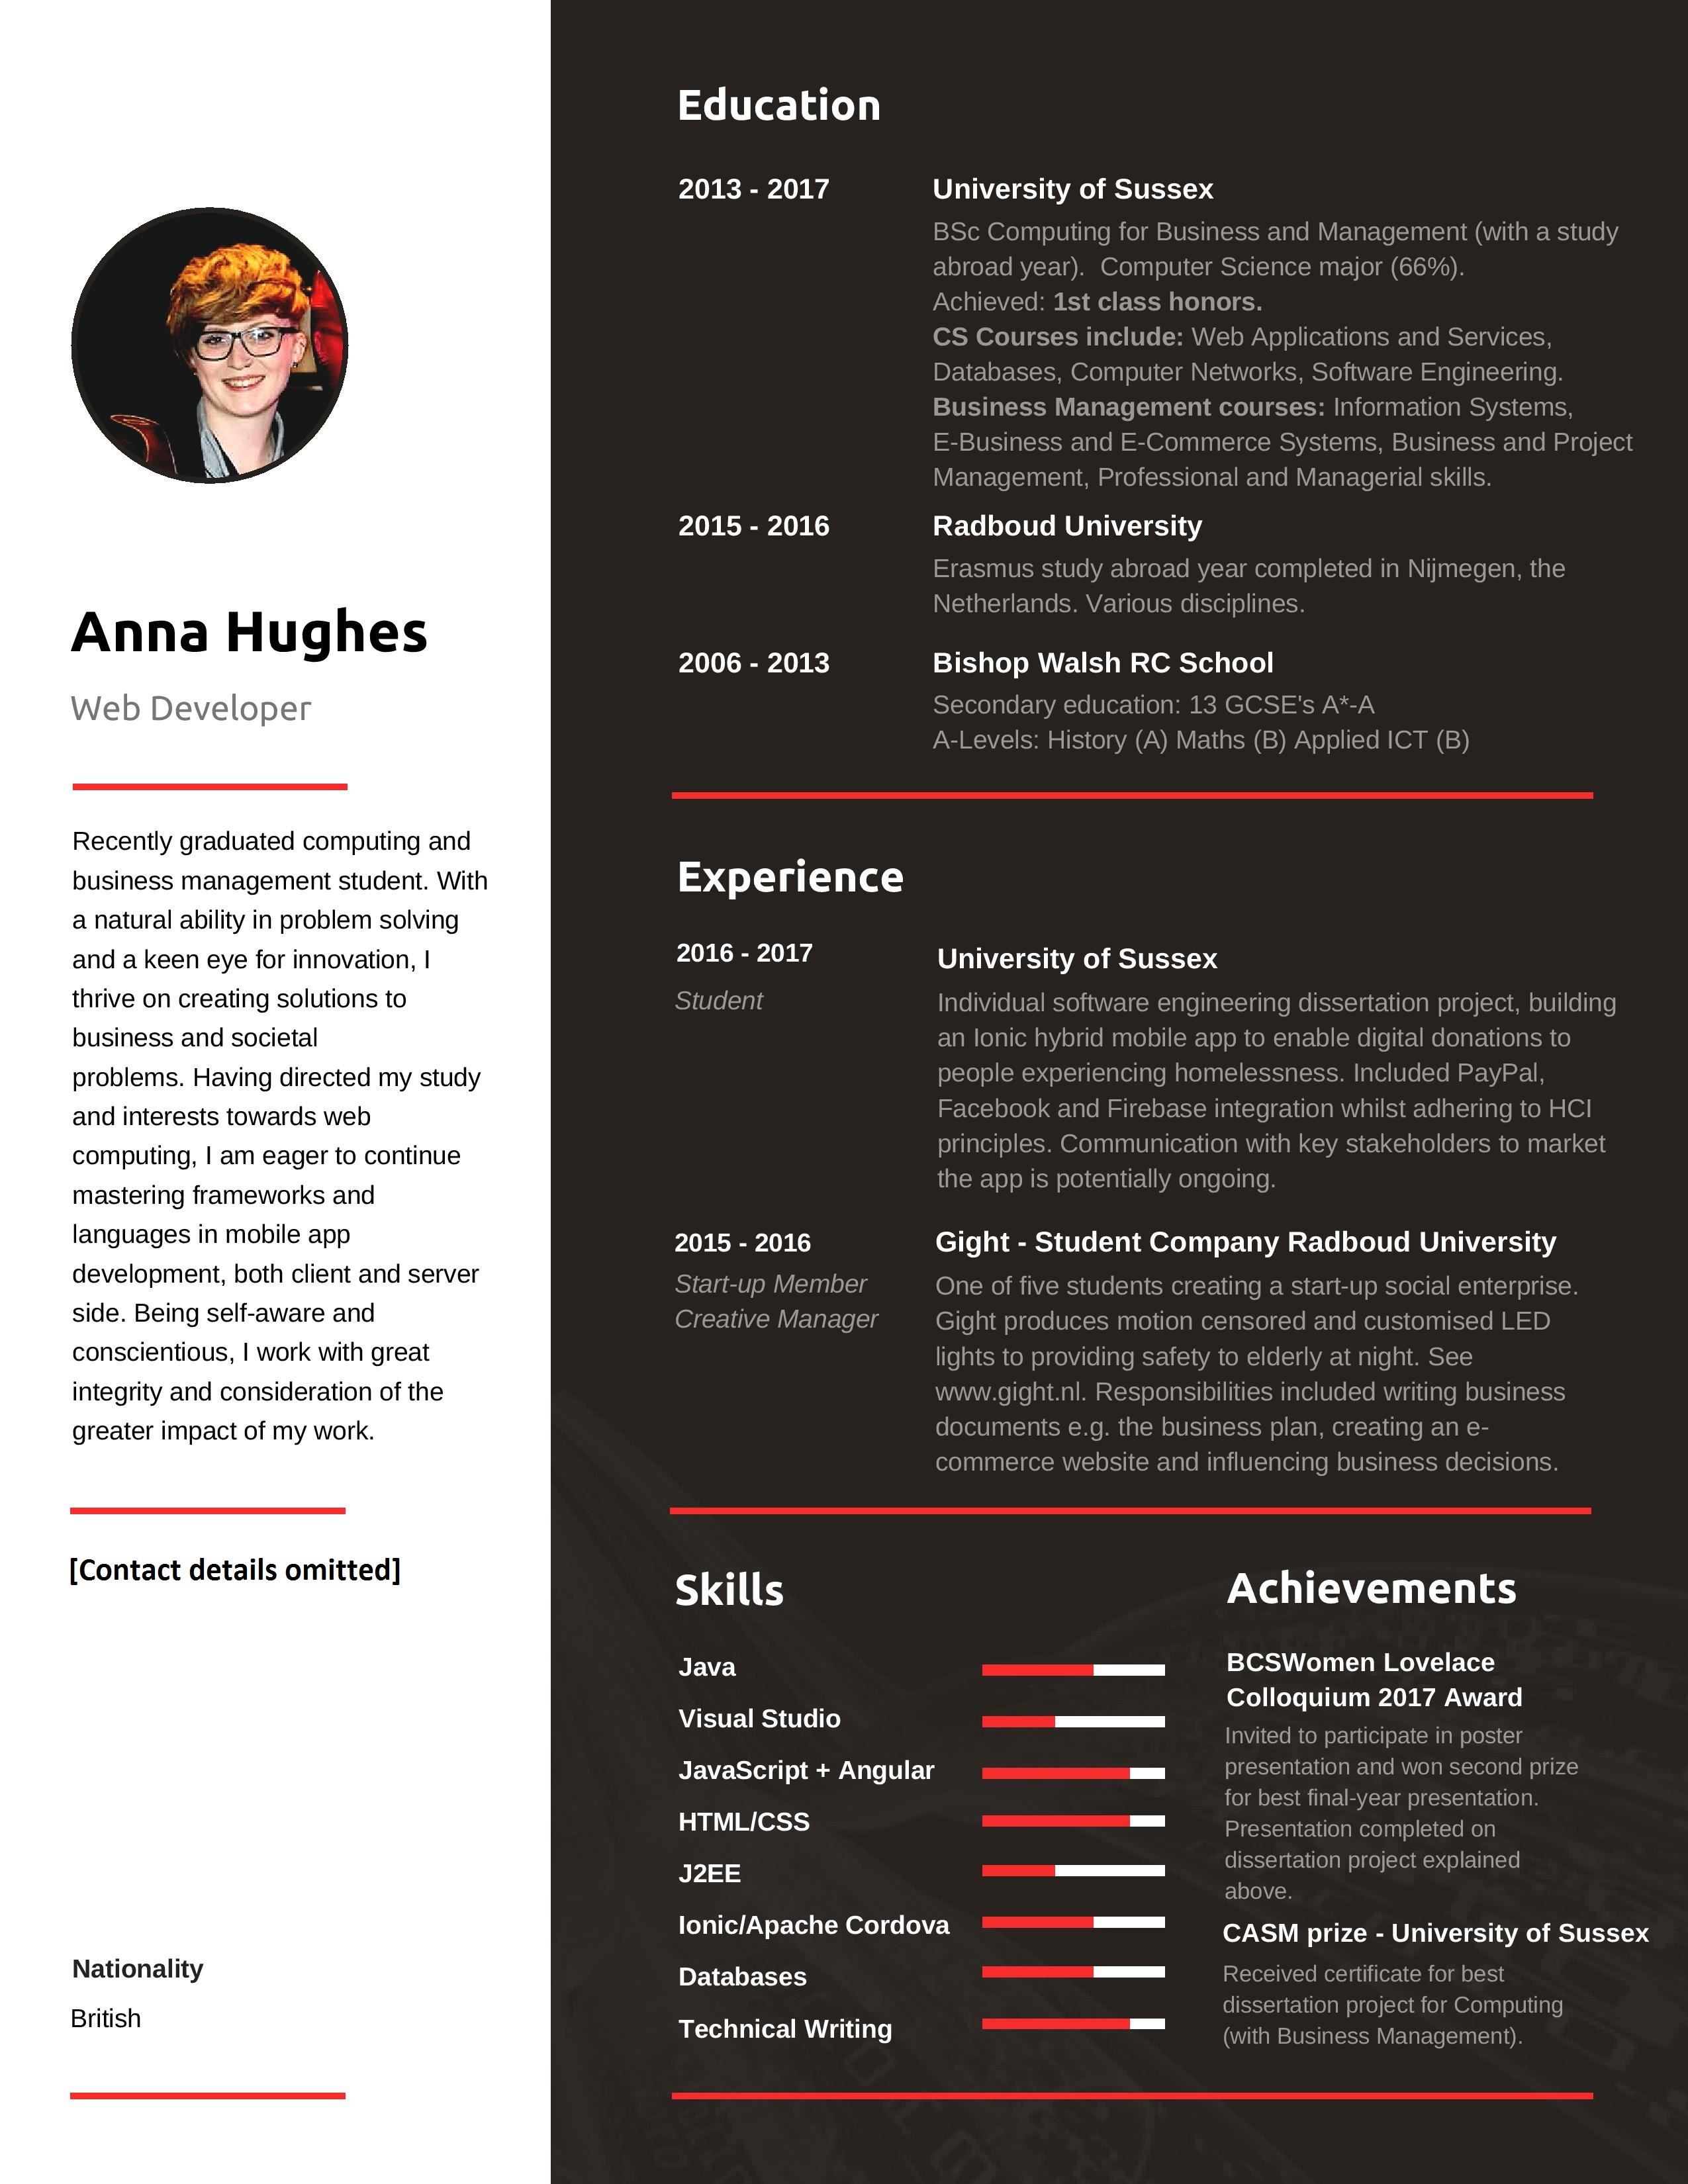 Anna Hughes
Web Developer
Recently graduated computing and
business management student. With
a natural ability in problem solving
and a keen eye for innovation, I
thrive on creating solutions to
business and societal
problems. Having directed my study
and interests towards web
computing, I am eager to continue
mastering frameworks and
languages in mobile app
development, both client and server
side. Being self-aware and
conscientious, I work with great
integrity and consideration of the
greater impact of my work.
[Contact details omitted]
Nationality
British
Education
2013 - 2017
University of Sussex
BSc Computing for Business and Management (with a study
abroad year).  Computer Science major (66%).
Achieved: 1st class honors.
CS Courses include: Web Applications and Services,
Databases, Computer Networks, Software Engineering.
Business Management courses: Information Systems,
E-Business and E-Commerce Systems, Business and Project
Management, Professional and Managerial skills.
2015 - 2016
Radboud University
Erasmus study abroad year completed in Nijmegen, the
Netherlands. Various disciplines.
2006 - 2013
Bishop Walsh RC School
Secondary education: 13 GCSE's A*-A
A-Levels: History (A) Maths (B) Applied ICT (B)
Experience
2016 - 2017
Student
University of Sussex
Individual software engineering dissertation project, building
an Ionic hybrid mobile app to enable digital donations to
people experiencing homelessness. Included PayPal,
Facebook and Firebase integration whilst adhering to HCI
principles. Communication with key stakeholders to market
the app is potentially ongoing.
2015 - 2016
Start-up Member
Creative Manager
Gight - Student Company Radboud University
One of five students creating a start-up social enterprise.
Gight produces motion censored and customised LED
lights to providing safety to elderly at night. See
www.gight.nl. Responsibilities included writing business
documents e.g. the business plan, creating an e-
commerce website and influencing business decisions.
Skills
Java
Visual Studio
JavaScript + Angular
HTML/CSS
J2EE
Ionic/Apache Cordova
Databases
Technical Writing
Achievements
BCSWomen Lovelace
Colloquium 2017 Award
Invited to participate in poster
presentation and won second prize
for best final-year presentation.
Presentation completed on
dissertation project explained
above.
CASM prize - University of Sussex
Received certificate for best
dissertation project for Computing
(with Business Management).